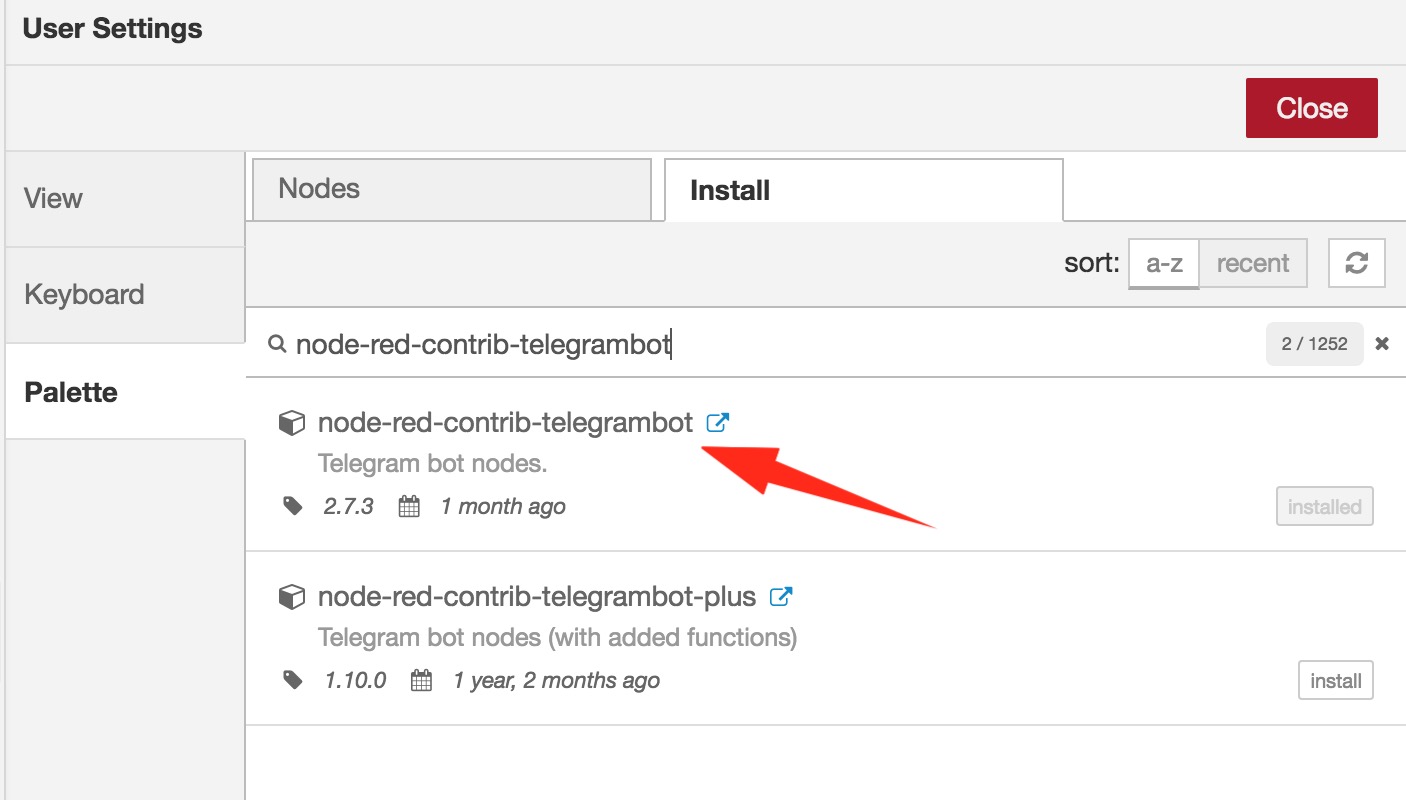 User Settings
Close
View
Keyboard
Palette
Nodes
Install
sort: a-z recent
node-red-contrib-telegrambot 2 / 1252
node-red-contrib-telegrambot
Telegram bot nodes.
2.7.3 1 month ago installed
node-red-contrib-telegrambot-plus
Telegram bot nodes (with added functions)
1.10.0 1 year, 2 months ago install